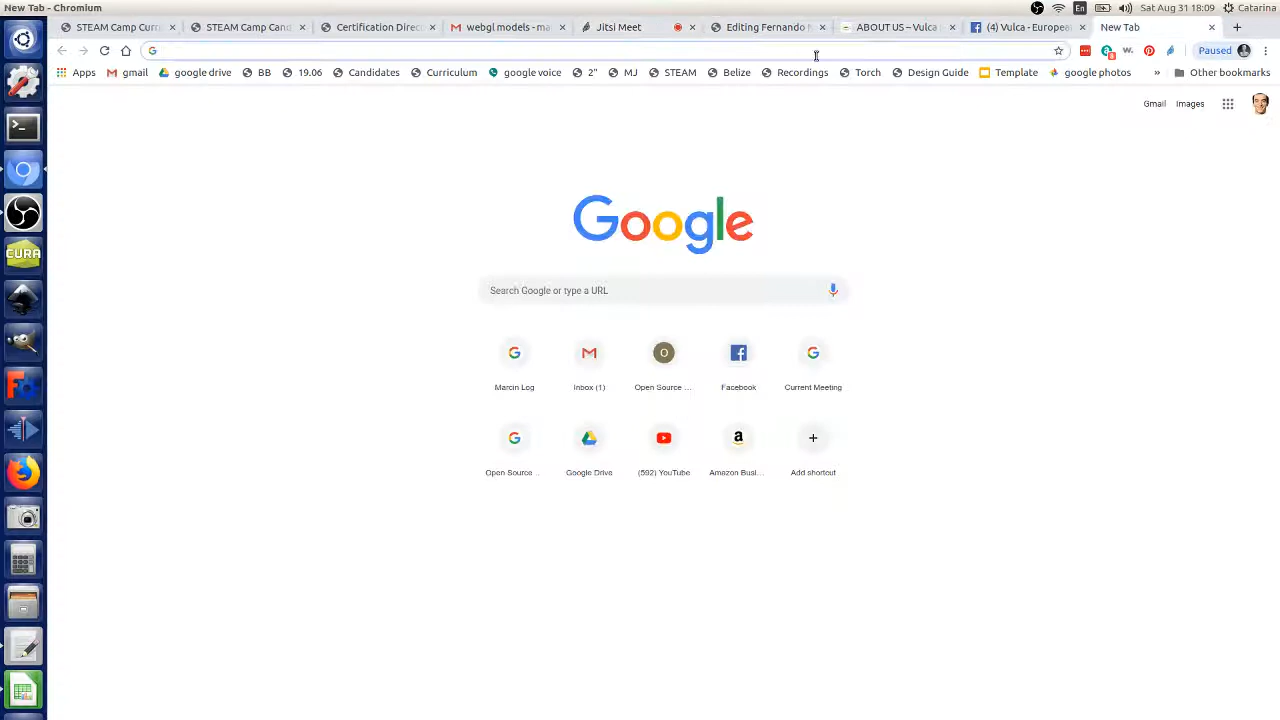 New Tab - Chromium
En
Sat Aug 31 18:09
Catarina
STEAM Camp Curr
STEAM Camp Cand
Certification Direc
webgl models - ma
Jitsi Meet
Editing Fernando M
ABOUT US – Vulca
(4) Vulca - Europea
New Tab
Paused
Apps
gmail
google drive
BB
19.06
Candidates
Curriculum
google voice
2"
MJ
STEAM
Belize
Recordings
Torch
Design Guide
Template
google photos
»
Other bookmarks
Gmail
Images
Google
Search Google or type a URL
Marcin Log
Inbox (1)
Open Source ...
Facebook
Current Meeting
Open Source ...
Google Drive
(592) YouTube
Amazon Busi...
Add shortcut
CURA